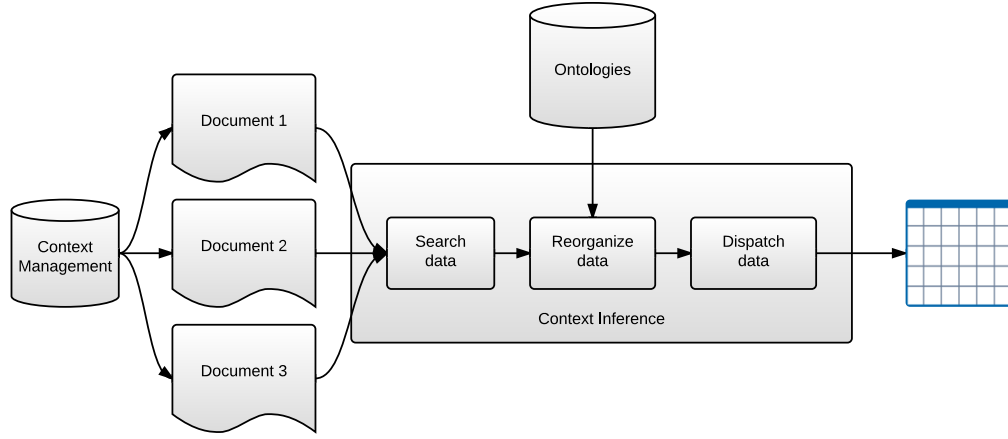 Ontologies
Document 1
Document 2
Document 3
Context
Management
Search
data
Reorganize
data
Dispatch
data
Context Inference